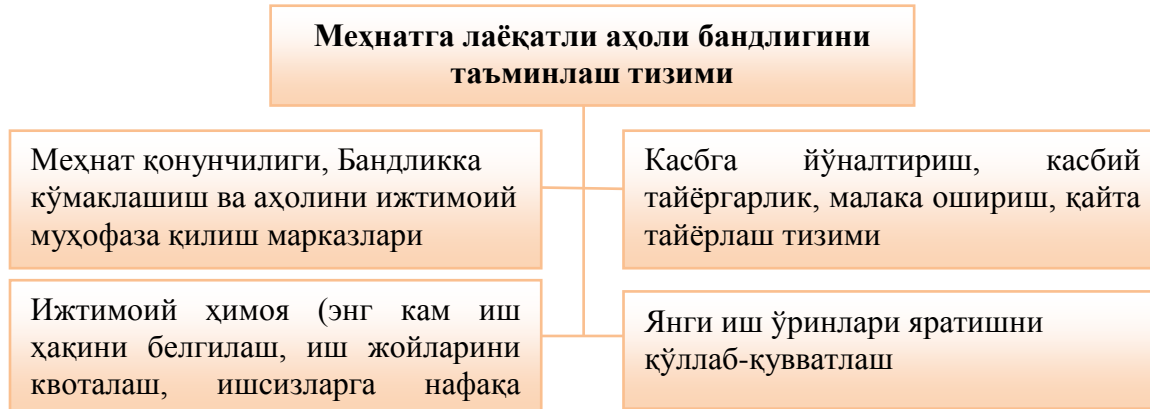 Меҳнатга лаёқатли аҳоли бандлигини
таъминлаш тизими
Меҳнат қонунчилиги, Бандликка
кўмаклашиш ва аҳолини ижтимоий
муҳофаза қилиш марказлари
Касбга йўналтириш, касбий
тайёргарлик, малака ошириш, қайта
тайёрлаш тизими
Ижтимоий ҳимоя (энг кам иш
ҳақини белгилаш, иш жойларини
квоталаш, ишсизларга нафақа
Янги иш ўринлари яратишни
қўллаб-қувватлаш